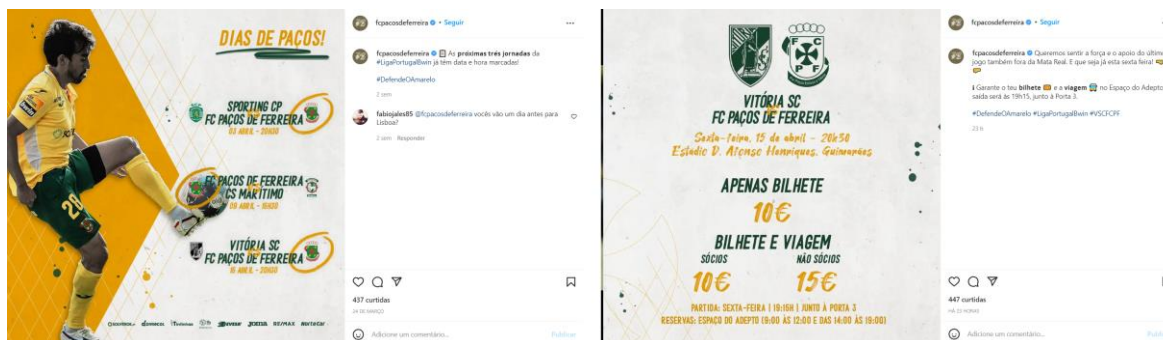 DIAS DE PAÇOS!
SPORTING CP
FC PAÇOS DE FERREIRA
03 ABRIL - 20H30
FC PAÇOS DE FERREIRA
CS MARÍTIMO
15H30
VITÓRIA SC
FC PAÇOS DE FERREIRA
15 ABRIL - 20H30
28
JOMA RE/MAX
fcpacosdeferreira • Seguir
fcpacosdeferreira As próximas três jornadas da
#LigaPortugalBwin já têm data e hora marcadas!
#DefendeOAmarelo
2 sem
fabiojales85 @fcpacosdeferreira vocês vão um dia antes para
Lisboa?
2 sem Responder
437 curtidas
24 DE MARÇO
Adicione um comentário...
Publicar
F C
P F
VITÓRIA SC
FC PAÇOS DE FERREIRA
Sexta-feira, 15 de abril - 20h30
Estádio D. Afonso Henriques, Guimarães
APENAS BILHETE
10€
BILHETE E VIAGEM
SÓCIOS NÃO SÓCIOS
10€ 15€
PARTIDA: SEXTA-FEIRA | 19:15H | JUNTO À PORTA 3
RESERVAS: ESPAÇO DO ADEPTO (9:00 ÀS 12:00 E DAS 14:00 ÀS 19:00)
fcpacosdeferreira • Seguir
fcpacosdeferreira Queremos sentir a força e o apoio do últim
jogo também fora da Mata Real. E que seja já esta sexta feira!
Garante o teu bilhete e a viagem no Espaço do Adepto
saída será às 19h15, junto à Porta 3.
#DefendeOAmarelo #LigaPortugalBwin #VSCFCPF
23 h
447 curtidas
HÁ 23 HORAS
Adicione um comentário...
Publ